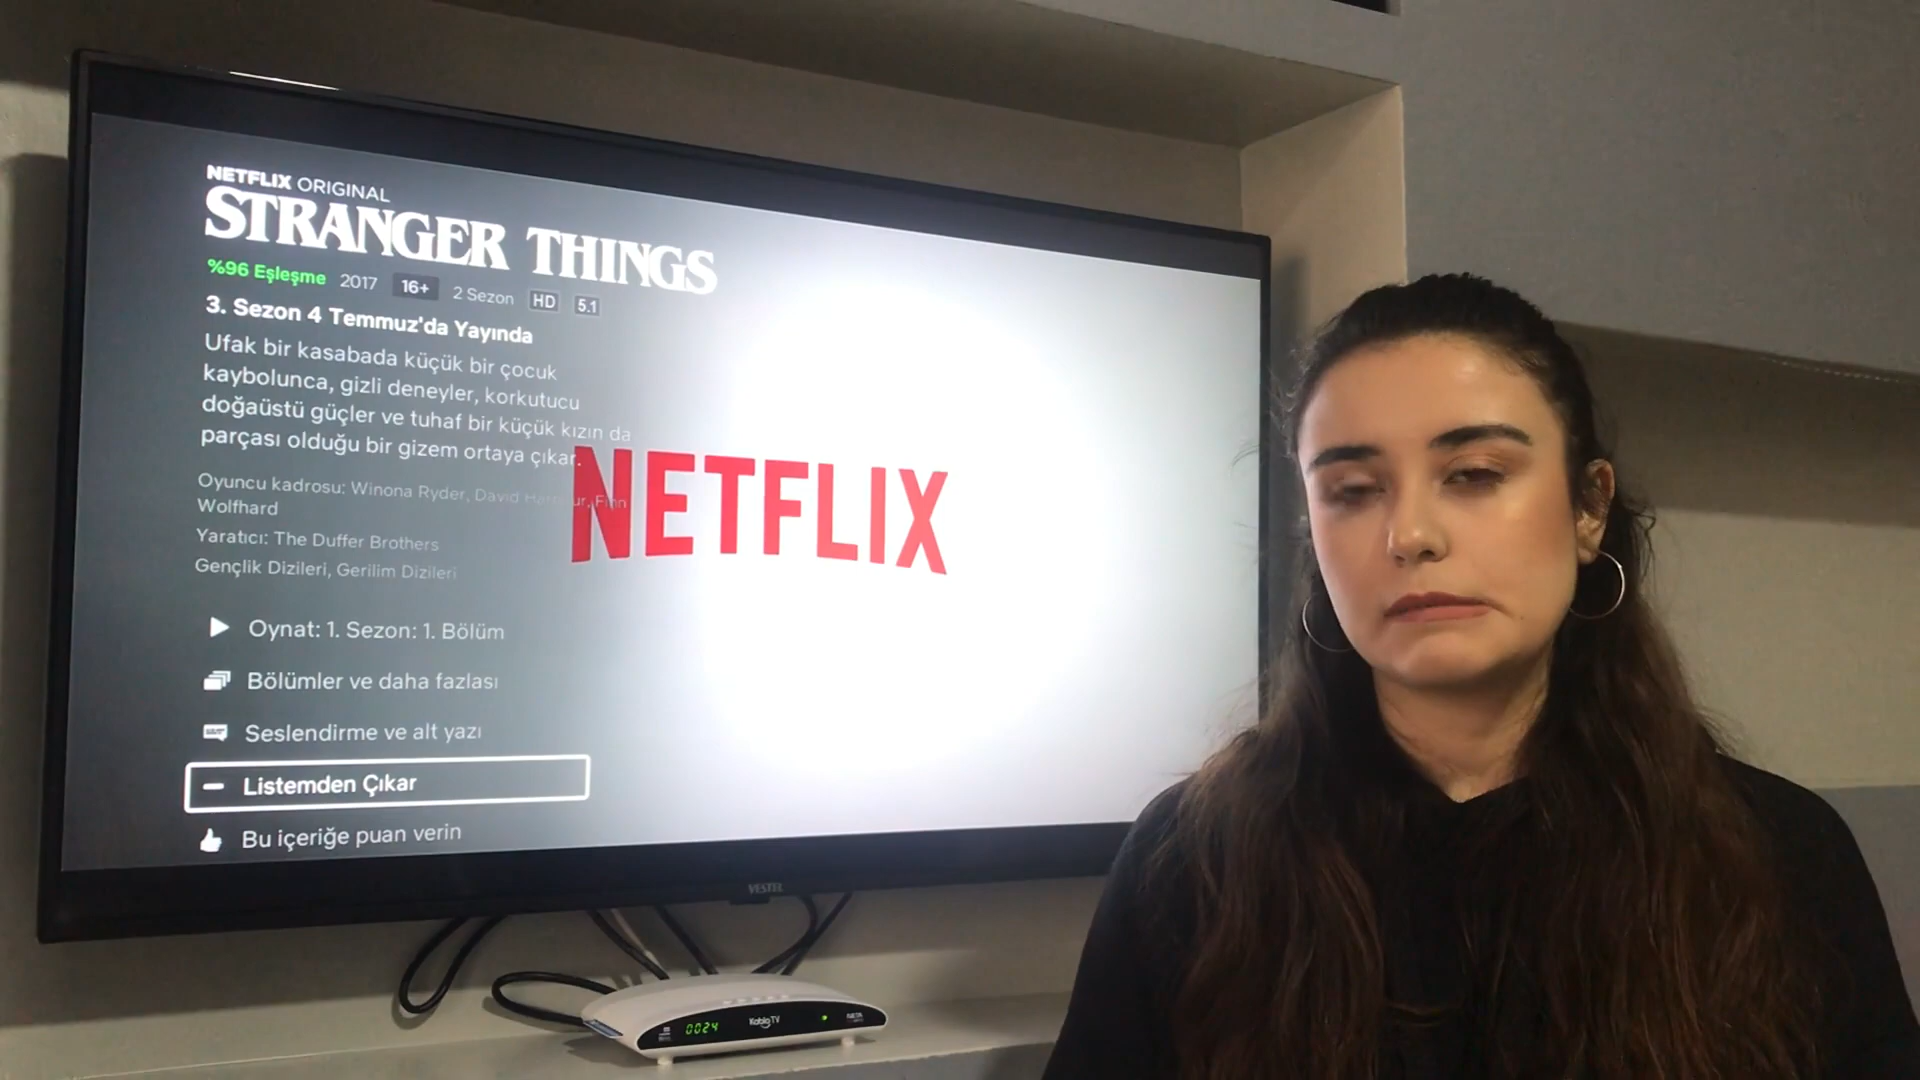 NETFLIX ORIGINAL
STRANGER THINGS
%96 Eşleşme 2017 16+ 2 Sezon HD 5.1
3. Sezon 4 Temmuz'da Yayında
Ufak bir kasabada küçük bir çocuk
kaybolunca, gizli deneyler, korkutucu
doğaüstü güçler ve tuhaf bir küçük kızın da
parçası olduğu bir gizem ortaya çıkar.
NETFLIX
Oyuncu kadrosu: Winona Ryder, David Finn
Wolfhard
Yaratıcı: The Duffer Brothers
Gençlik Dizileri, Gerilim Dizileri
Oynat: 1. Sezon: 1. Bölüm
Bölümler ve daha fazlası
Seslendirme ve alt yazı
Listemden Çıkar
Bu içeriğe puan verin
VESTEL
0024 KabloTV NETA